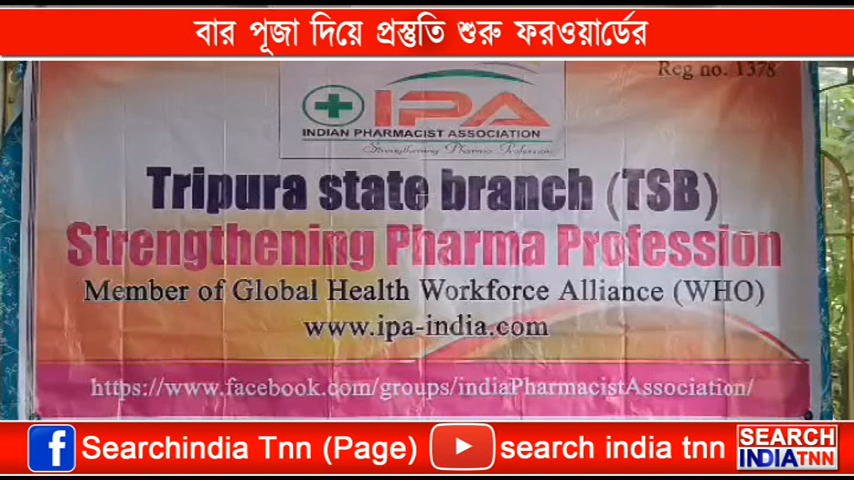 বার পূজা দিয়ে প্রস্তুতি শুরু ফরওয়ার্ডের
Reg no. 1378
IPA
INDIAN PHARMACIST ASSOCIATION
Strengthening Pharma Profession
Tripura state branch (TSB)
Strengthening Pharma Profession
Member of Global Health Workforce Alliance (WHO)
www.ipa-india.com
https://www.facebook.com/groups/indiaPharmacistAssociation/
f Searchindia Tnn (Page) search india tnn
SEARCH
INDIATNN